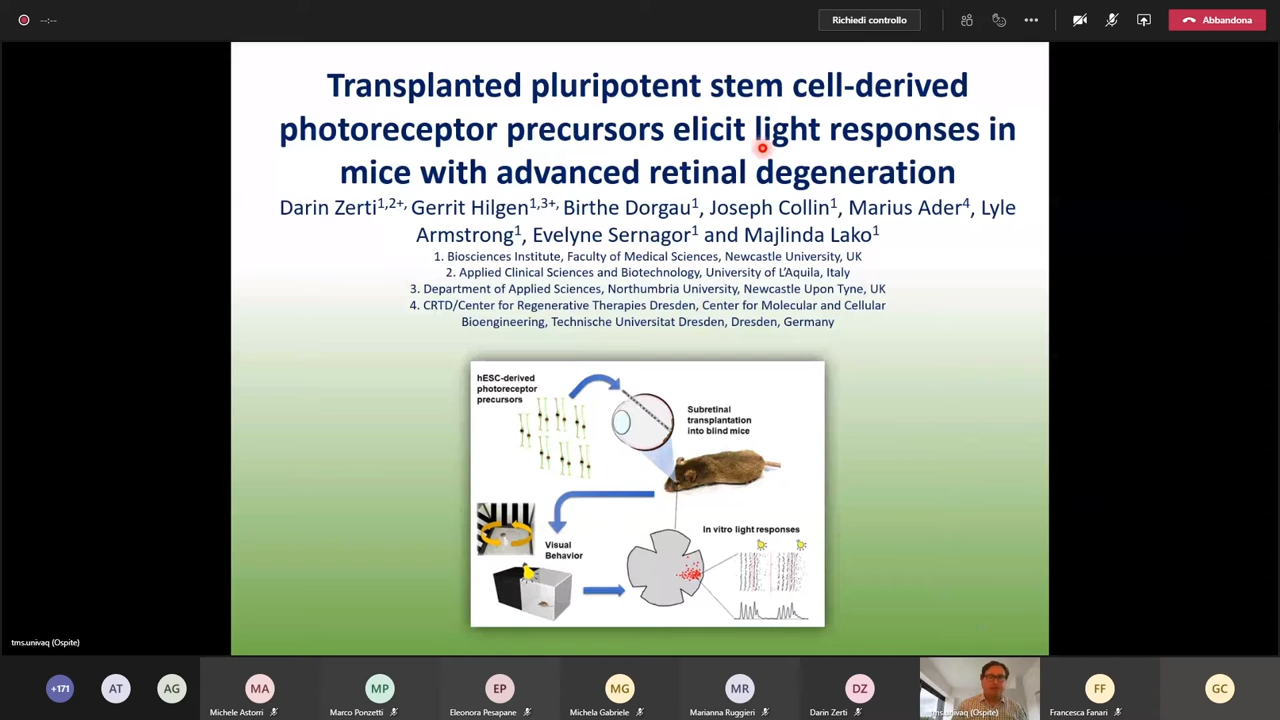 --:--
Richiedi controllo
Abbandona
Transplanted pluripotent stem cell-derived
photoreceptor precursors elicit light responses in
mice with advanced retinal degeneration
Darin Zerti1,2+, Gerrit Hilgen1,3+, Birthe Dorgau1, Joseph Collin1, Marius Ader4, Lyle
Armstrong1, Evelyne Sernagor1 and Majlinda Lako1
1. Biosciences Institute, Faculty of Medical Sciences, Newcastle University, UK
2. Applied Clinical Sciences and Biotechnology, University of L'Aquila, Italy
3. Department of Applied Sciences, Northumbria University, Newcastle Upon Tyne, UK
4. CRTD/Center for Regenerative Therapies Dresden, Center for Molecular and Cellular
Bioengineering, Technische Universitat Dresden, Dresden, Germany
hESC-derived
photoreceptor
precursors
Subretinal
transplantation
into blind mice
Visual
Behavior
In vitro light responses
tms.univaq (Ospite)
+171
AT
AG
MA
MP
EP
MG
MR
DZ
FF
GC
Michele Astorri
Marco Ponzetti
Eleonora Pesapane
Michela Gabriele
Marianna Ruggieri
Darin Zerti
tms.univaq (Ospite)
Francesca Fanari